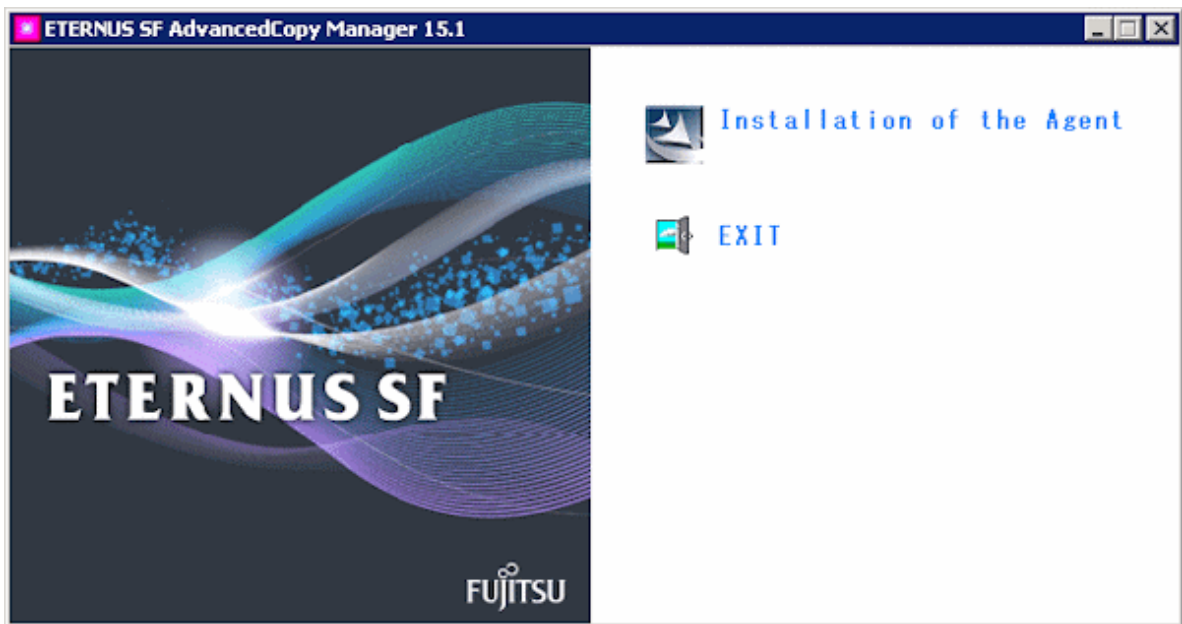 ETERNUS SF AdvancedCopy Manager 15.1
Installation of the Agent
EXIT
ETERNUS SF
FUJITSU